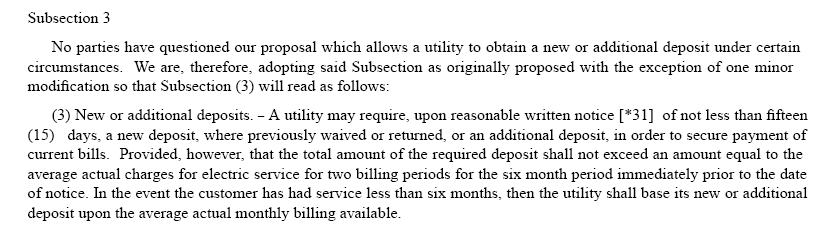 Subsection 3
No parties have questioned our proposal which allows a utility to obtain a new or additional deposit under certain
circumstances.  We are, therefore, adopting said Subsection as originally proposed with the exception of one minor
modification so that Subsection (3) will read as follows:
(3) New or additional deposits. – A utility may require, upon reasonable written notice [*31]  of not less than fifteen
(15)   days, a new deposit, where previously waived or returned, or an additional deposit, in order to secure payment of
current bills.  Provided, however, that the total amount of the required deposit shall not exceed an amount equal to the
average actual charges for electric service for two billing periods for the six month period immediately prior to the date
of notice. In the event the customer has had service less than six months, then the utility shall base its new or additional
deposit upon the average actual monthly billing available.